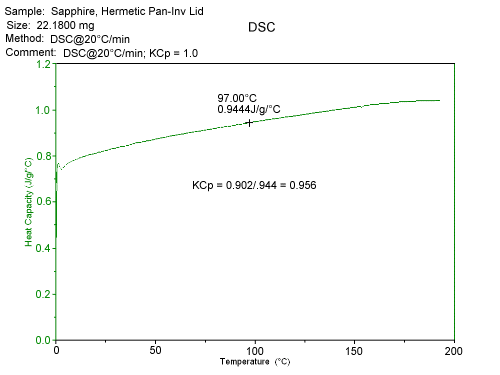 Sample: Sapphire, Hermetic Pan-Inv Lid
Size: 22.1800 mg
Method: DSC@20°C/min
Comment: DSC@20°C/min; KCp = 1.0
DSC
1.2
1.0
0.8
0.6
0.4
0.2
0.0
Heat Capacity (J/g/°C)
97.00°C
0.9444J/g/°C
KCp = 0.902/.944 = 0.956
0
50
100
150
200
Temperature (°C)